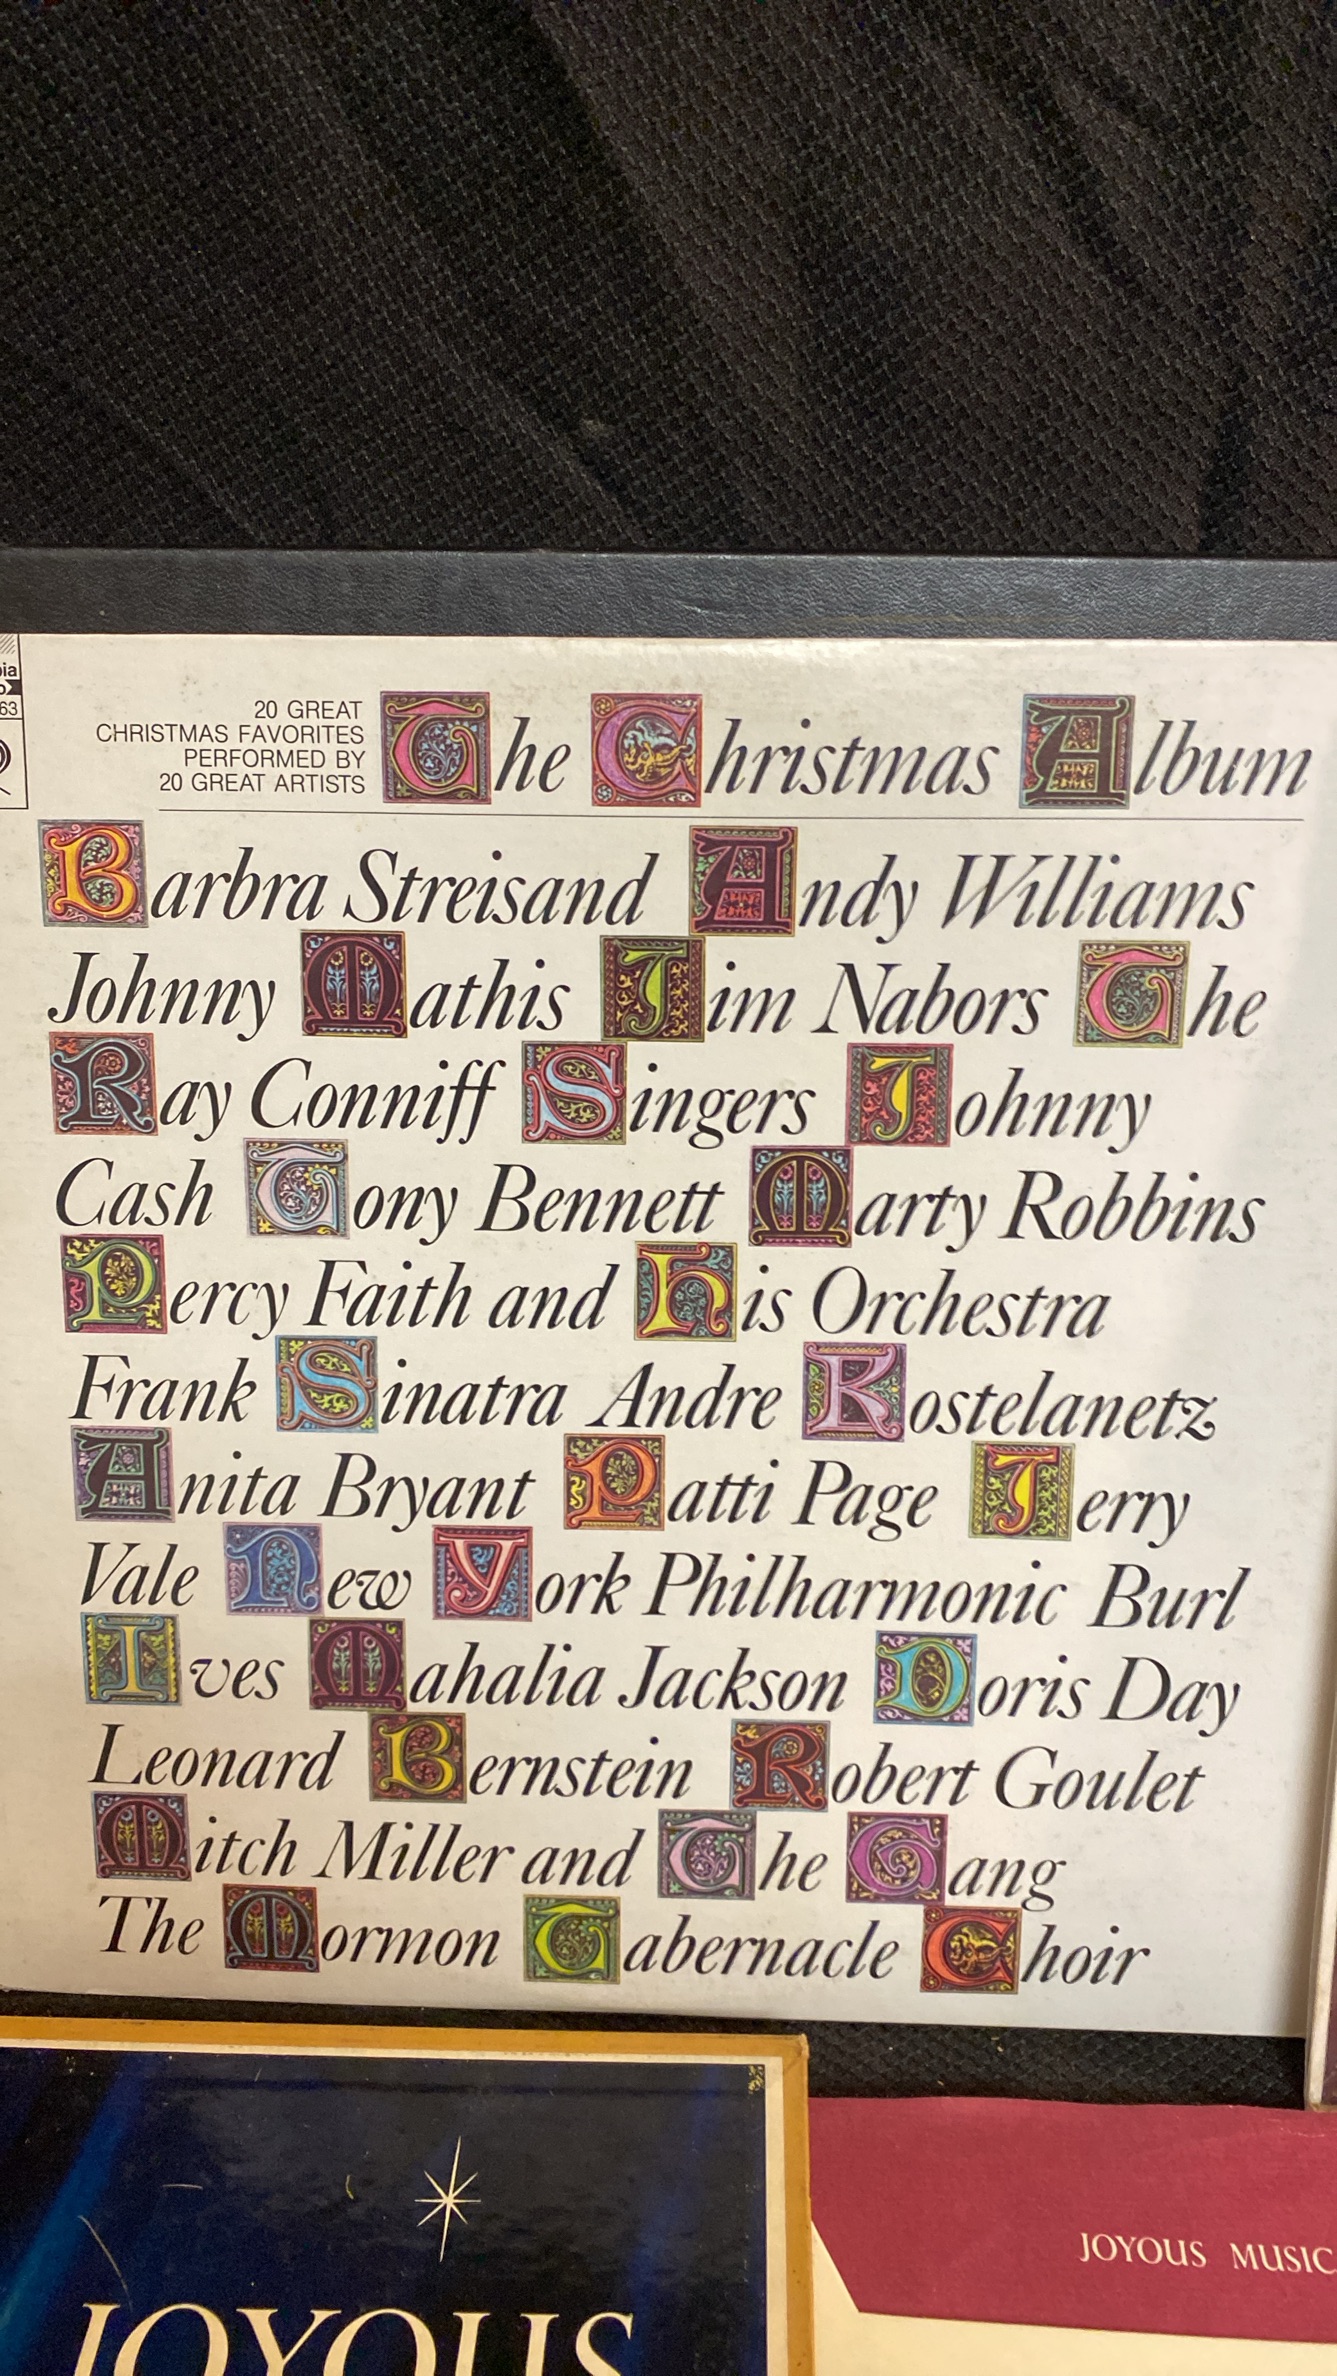 20 GREAT
CHRISTMAS FAVORITES
PERFORMED BY
20 GREAT ARTISTS
The Christmas Album
Barbra Streisand Andy Williams
Johnny Mathis Jim Nabors The
Ray Conniff Singers Johnny
Cash Tony Bennett Marty Robbins
Percy Faith and His Orchestra
Frank Sinatra Andre Kostelanetz
Anita Bryant Patti Page Jerry
Vale New York Philharmonic Burl
Ives Mahalia Jackson Doris Day
Leonard Bernstein Robert Goulet
Mitch Miller and The Gang
The Mormon Tabernacle Choir
JOYOUS MUSIC
JOYOUS